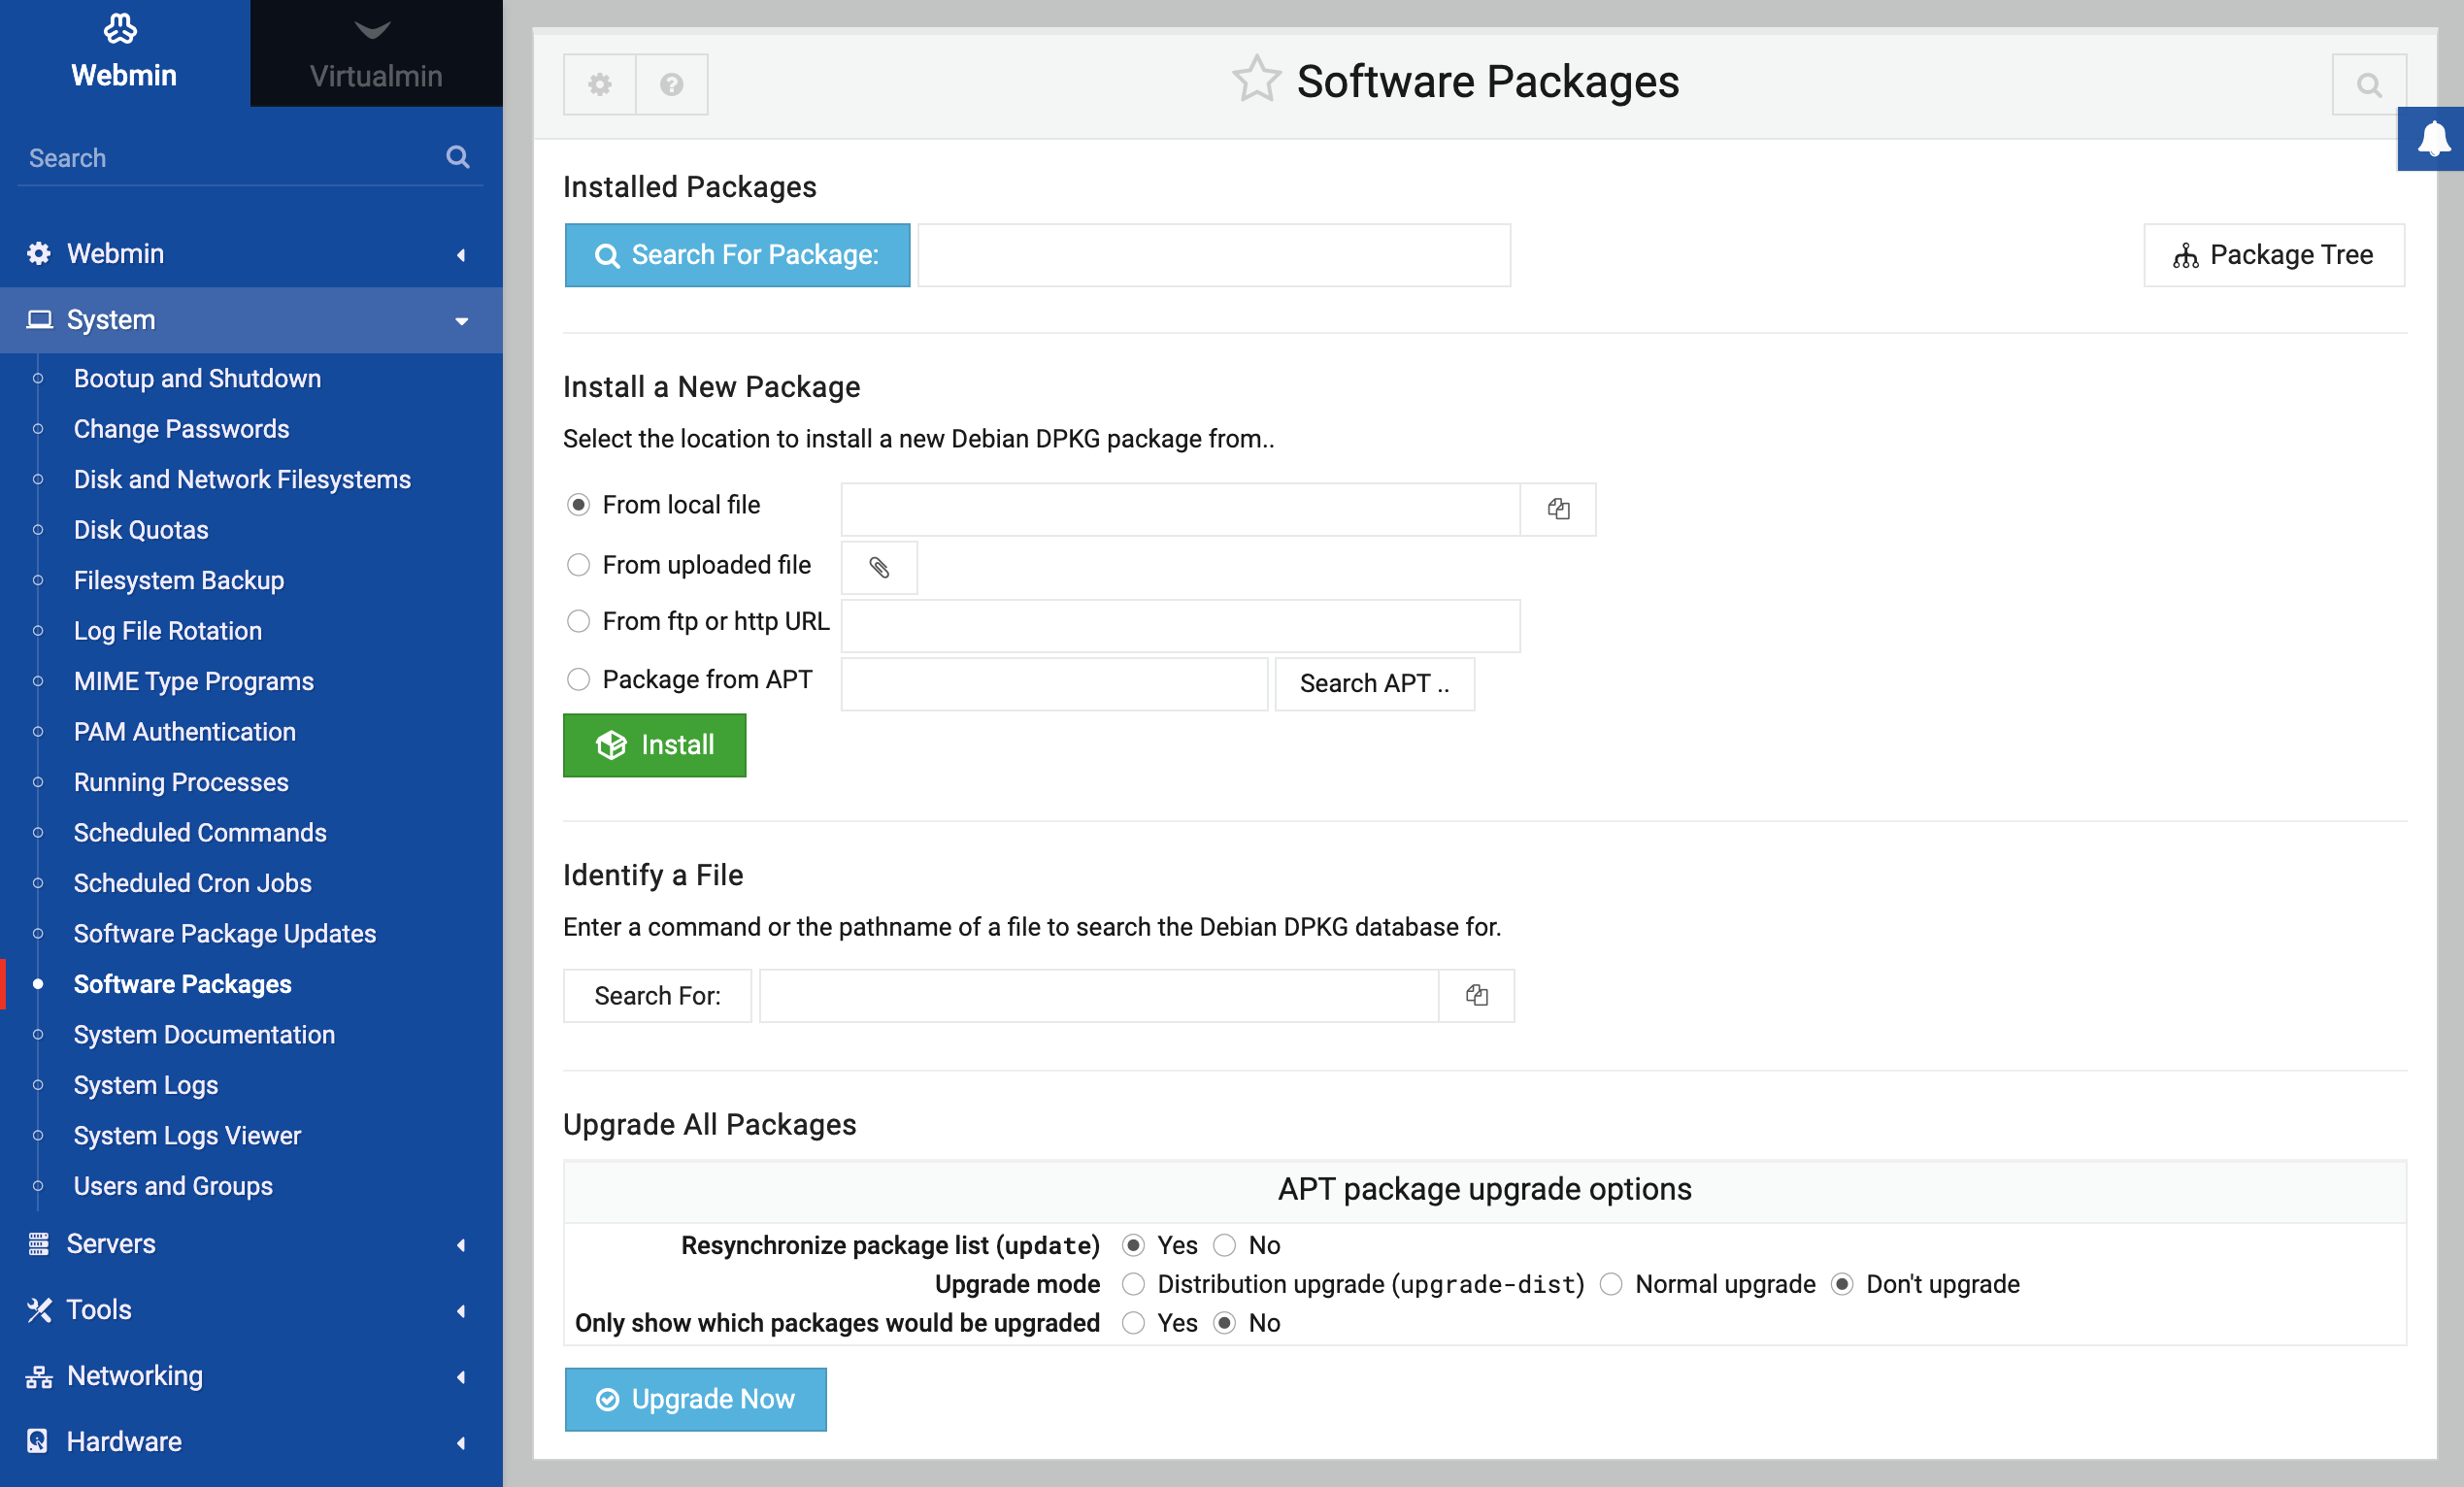 Webmin
Virtualmin
Search
Webmin
System
Bootup and Shutdown
Change Passwords
Disk and Network Filesystems
Disk Quotas
Filesystem Backup
Log File Rotation
MIME Type Programs
PAM Authentication
Running Processes
Scheduled Commands
Scheduled Cron Jobs
Software Package Updates
Software Packages
System Documentation
System Logs
System Logs Viewer
Users and Groups
Servers
Tools
Networking
Hardware
Software Packages
Installed Packages
Search For Package:
Package Tree
Install a New Package
Select the location to install a new Debian DPKG package from..
From local file
From uploaded file
From ftp or http URL
Package from APT
Search APT ..
Install
Identify a File
Enter a command or the pathname of a file to search the Debian DPKG database for.
Search For:
Upgrade All Packages
APT package upgrade options
Resynchronize package list (update) Yes No
Upgrade mode Distribution upgrade (upgrade-dist) Normal upgrade Don't upgrade
Only show which packages would be upgraded Yes No
Upgrade Now